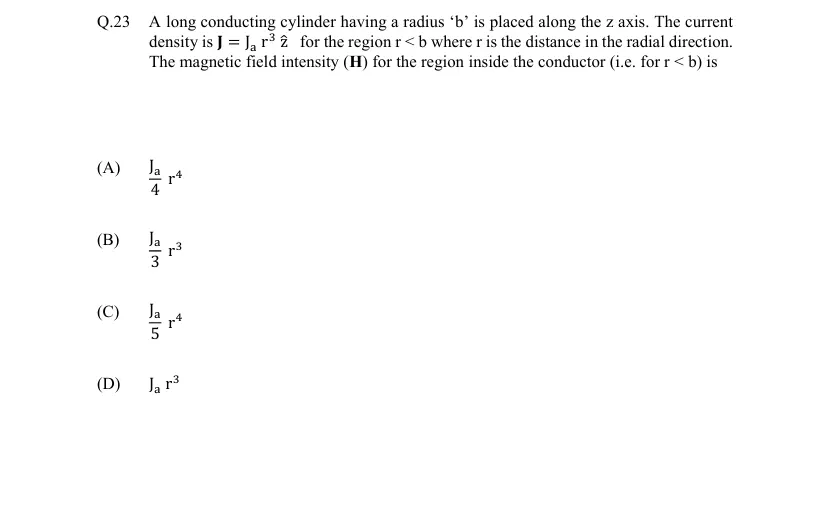 Q.23 A long conducting cylinder having a radius ‘b’ is placed along the z axis. The current
density is J = Jₐ r³ ẑ for the region r < b where r is the distance in the radial direction.
The magnetic field intensity (H) for the region inside the conductor (i.e. for r < b) is
(A) Jₐ/4 r⁴
(B) Jₐ/3 r³
(C) Jₐ/5 r⁴
(D) Jₐ r³